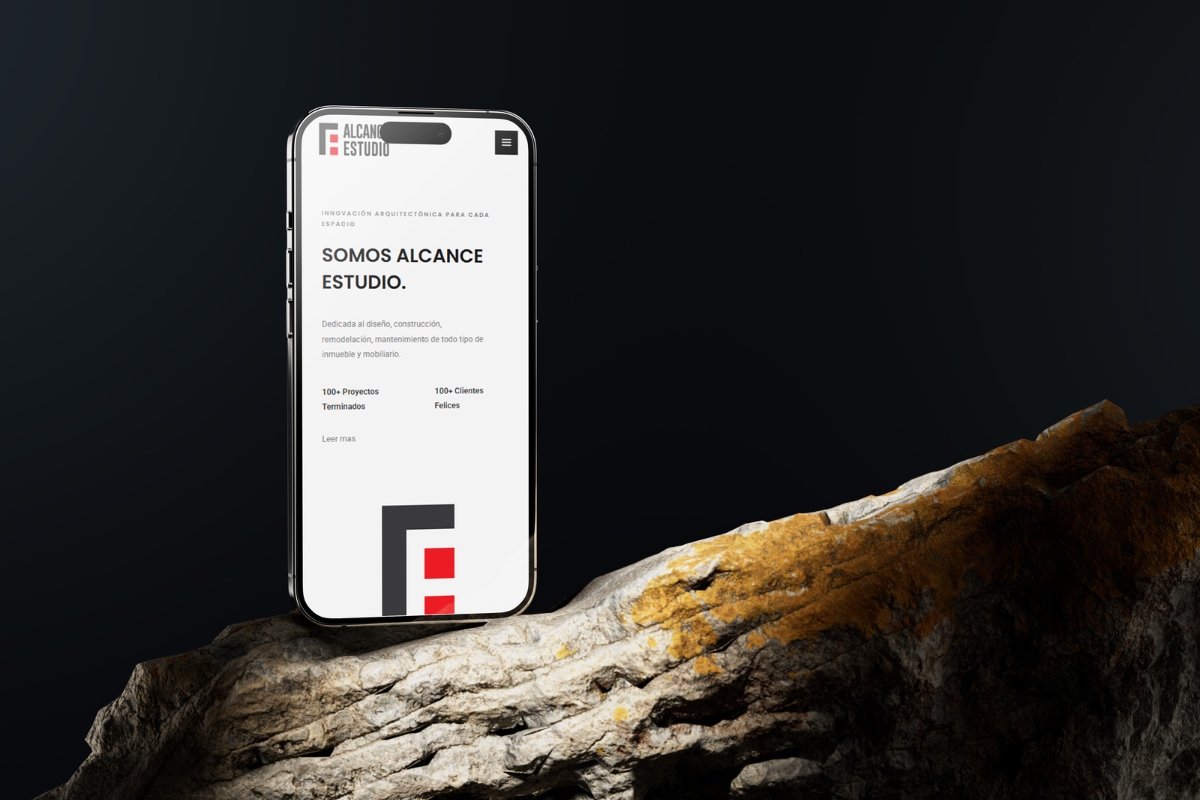 ALCANC
ESTUDIO
INNOVACIÓN ARQUITECTÓNICA PARA CADA
ESPACIO
SOMOS ALCANCE
ESTUDIO.
Dedicada al diseño, construcción,
remodelación, mantenimiento de todo tipo de
inmueble y mobiliario.
100+ Proyectos
Terminados
100+ Clientes
Felices
Leer mas